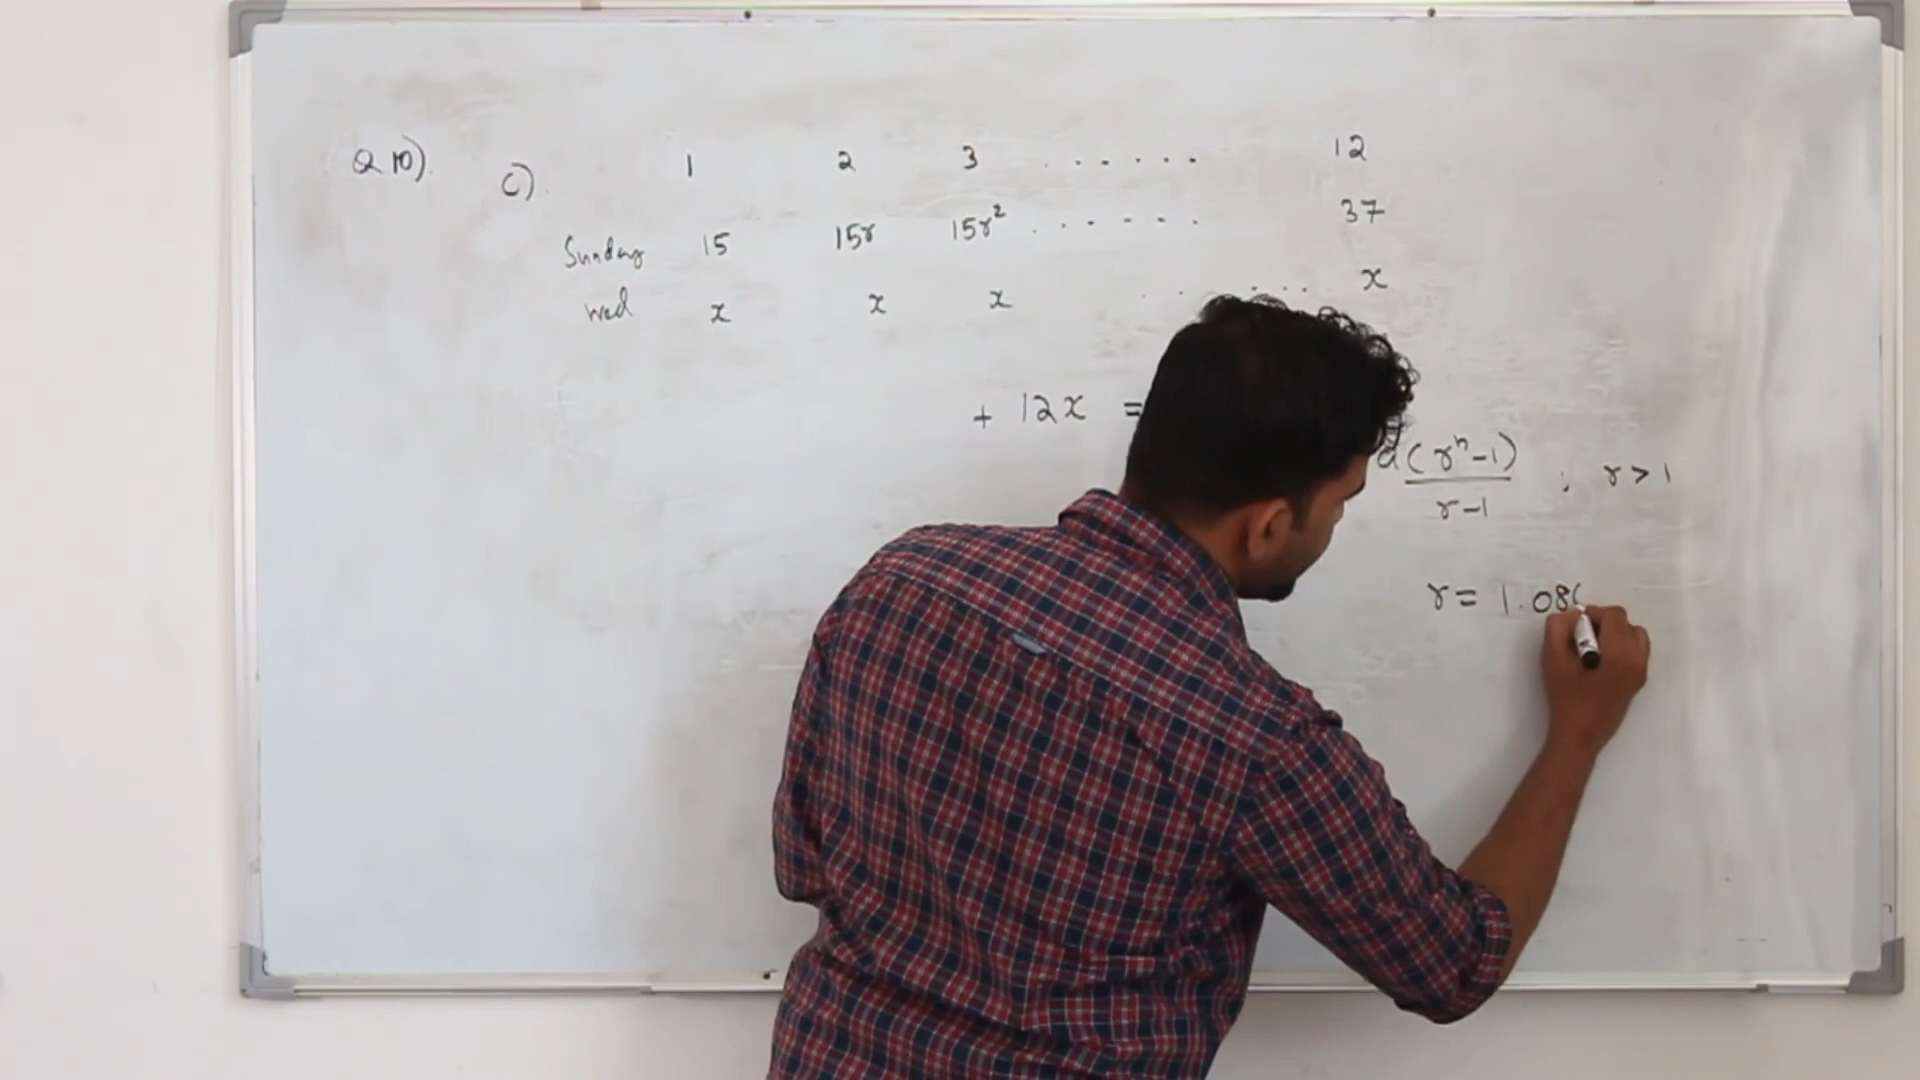 Q 10). C) 1 2 3 . . . . . . 12
Sunday 15 15r 15r² . . . . . . 37
Wed x x x . . . . . . x
+ 12x =
a(rⁿ-1)
r-1
; r > 1
r = 1.08